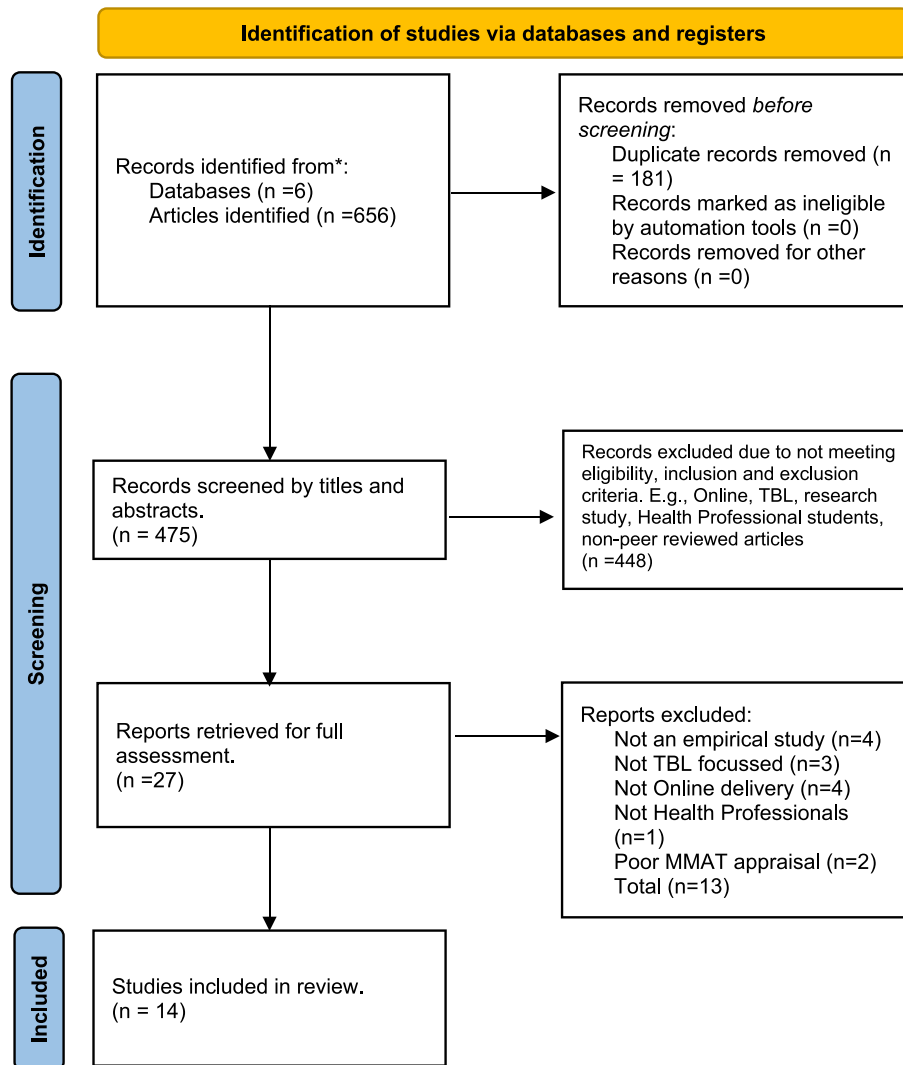 Identification of studies via databases and registers
Identification
Records identified from*:
Databases (n =6)
Articles identified (n =656)
Records removed before
screening:
Duplicate records removed (n
= 181)
Records marked as ineligible
by automation tools (n =0)
Records removed for other
reasons (n =0)
Screening
Records screened by titles and
abstracts.
(n = 475)
Records excluded due to not meeting
eligibility, inclusion and exclusion
criteria. E.g., Online, TBL, research
study, Health Professional students,
non-peer reviewed articles
(n =448)
Reports retrieved for full
assessment.
(n =27)
Reports excluded:
Not an empirical study (n=4)
Not TBL focussed (n=3)
Not Online delivery (n=4)
Not Health Professionals
(n=1)
Poor MMAT appraisal (n=2)
Total (n=13)
Included
Studies included in review.
(n = 14)